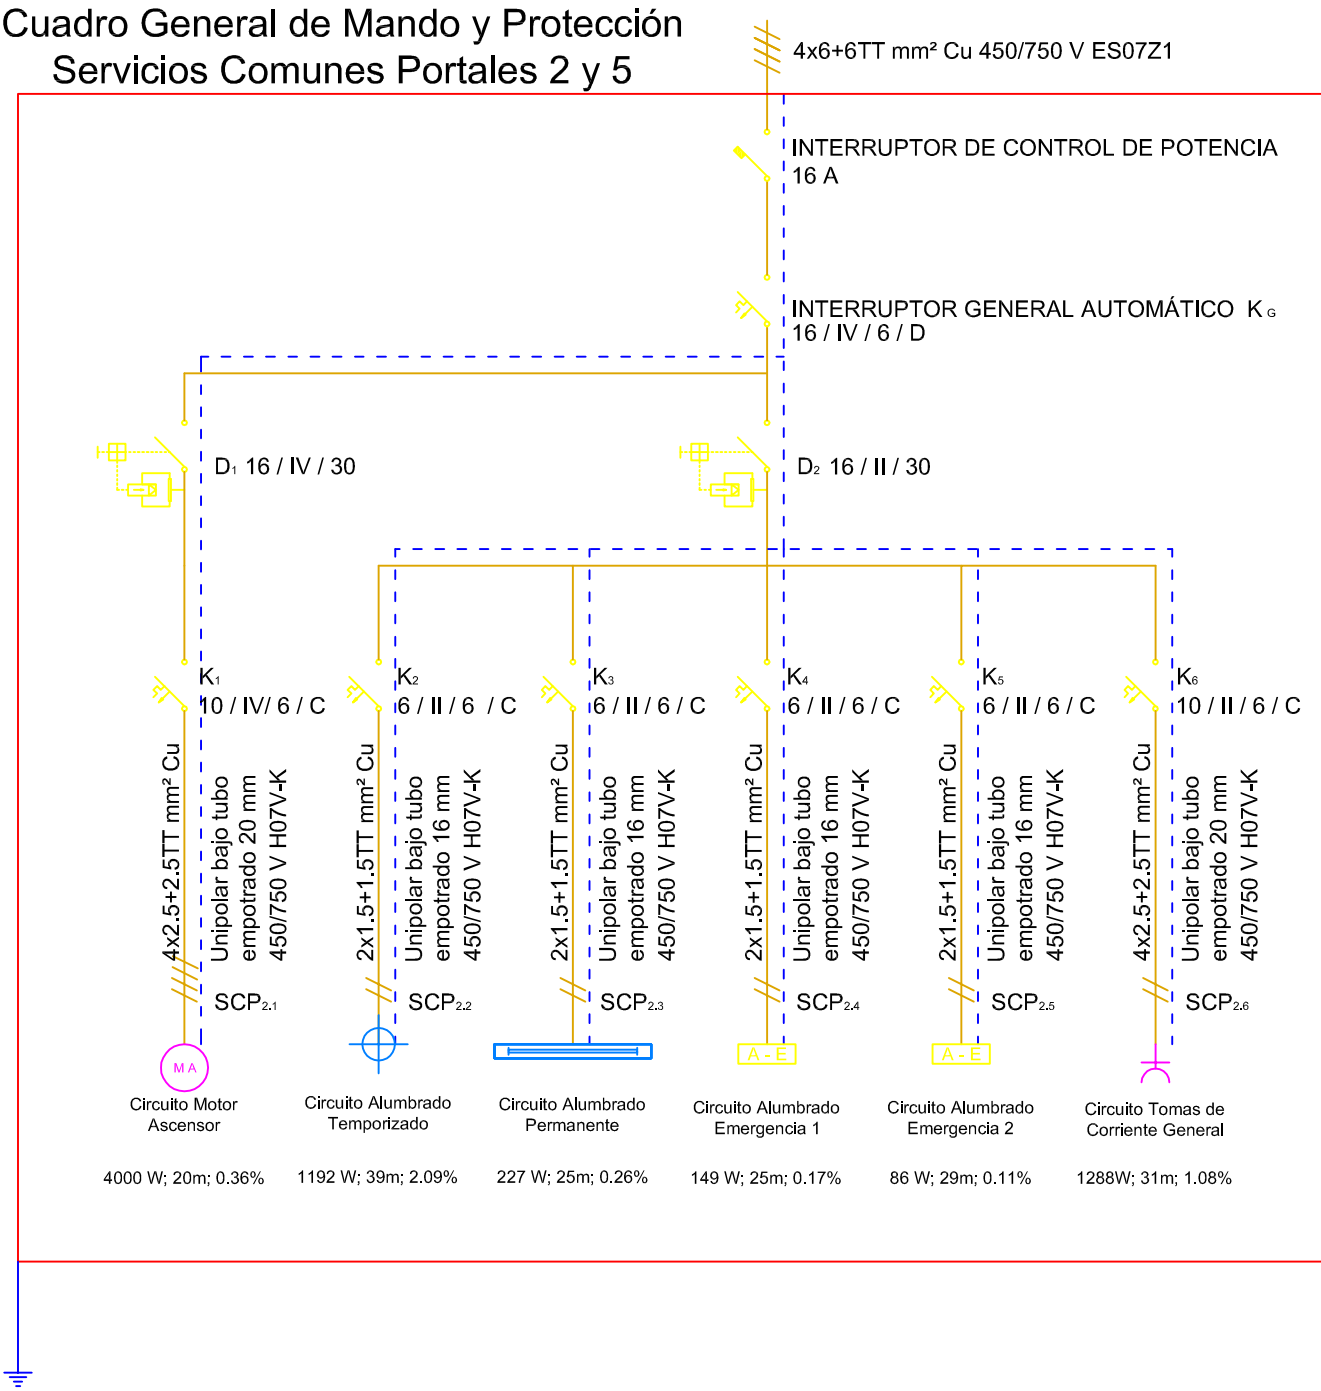 Cuadro General de Mando y Protección
Servicios Comunes Portales 2 y 5
4x6+6TT mm² Cu 450/750 V ES07Z1
INTERRUPTOR DE CONTROL DE POTENCIA
16 A
INTERRUPTOR GENERAL AUTOMÁTICO K G
16 / IV / 6 / D
D1 16 / IV / 30
D2 16 / II / 30
K1
10 / IV/ 6 / C
K2
6 / II / 6 / C
K3
6 / II / 6 / C
K4
6 / II / 6 / C
K5
6 / II / 6 / C
K6
10 / II / 6 / C
4x2.5+2.5TT mm² Cu
Unipolar bajo tubo
empotrado 20 mm
450/750 V H07V-K
2x1.5+1.5TT mm² Cu
Unipolar bajo tubo
empotrado 16 mm
450/750 V H07V-K
2x1.5+1.5TT mm² Cu
Unipolar bajo tubo
empotrado 16 mm
450/750 V H07V-K
2x1.5+1.5TT mm² Cu
Unipolar bajo tubo
empotrado 16 mm
450/750 V H07V-K
2x1.5+1.5TT mm² Cu
Unipolar bajo tubo
empotrado 16 mm
450/750 V H07V-K
4x2.5+2.5TT mm² Cu
Unipolar bajo tubo
empotrado 20 mm
450/750 V H07V-K
SCP2.1
SCP2.2
SCP2.3
SCP2.4
SCP2.5
SCP2.6
M A
A - E
A - E
Circuito Motor
Ascensor
Circuito Alumbrado
Temporizado
Circuito Alumbrado
Permanente
Circuito Alumbrado
Emergencia 1
Circuito Alumbrado
Emergencia 2
Circuito Tomas de
Corriente General
4000 W; 20m; 0.36%
1192 W; 39m; 2.09%
227 W; 25m; 0.26%
149 W; 25m; 0.17%
86 W; 29m; 0.11%
1288W; 31m; 1.08%